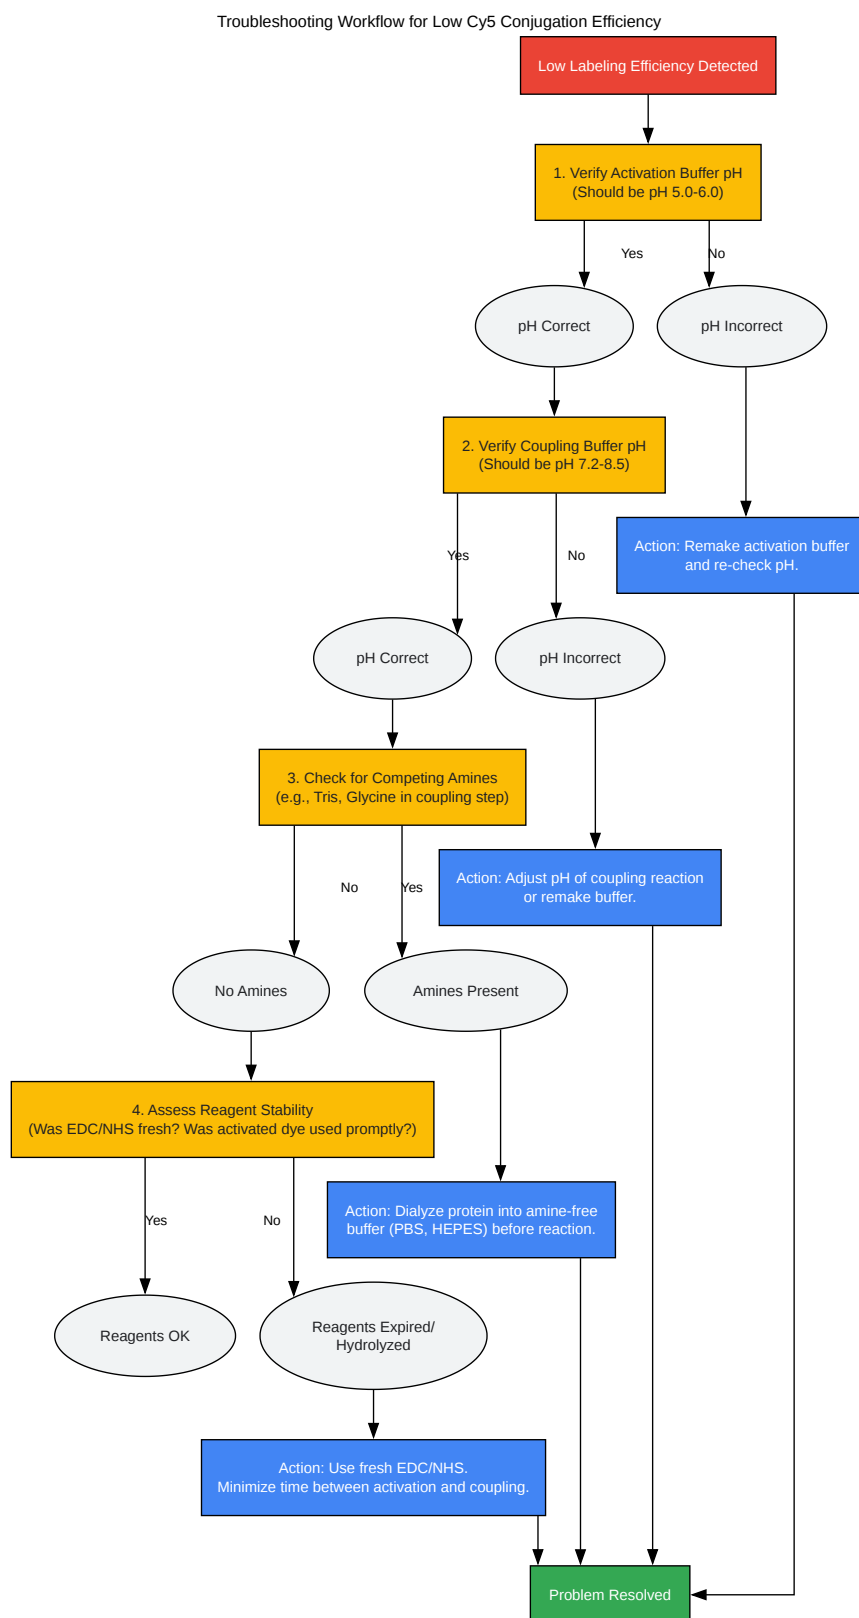 Troubleshooting Workflow for Low Cy5 Conjugation Efficiency
Low Labeling Efficiency Detected
1. Verify Activation Buffer pH
(Should be pH 5.0-6.0)
Yes
No
pH Correct
pH Incorrect
2. Verify Coupling Buffer pH
(Should be pH 7.2-8.5)
Action: Remake activation buffer
and re-check pH.
Yes
No
pH Correct
pH Incorrect
3. Check for Competing Amines
(e.g., Tris, Glycine in coupling step)
Action: Adjust pH of coupling reaction
or remake buffer.
No
Yes
No Amines
Amines Present
4. Assess Reagent Stability
(Was EDC/NHS fresh? Was activated dye used promptly?)
Action: Dialyze protein into amine-free
buffer (PBS, HEPES) before reaction.
Yes
No
Reagents OK
Reagents Expired/
Hydrolyzed
Action: Use fresh EDC/NHS.
Minimize time between activation and coupling.
Problem Resolved